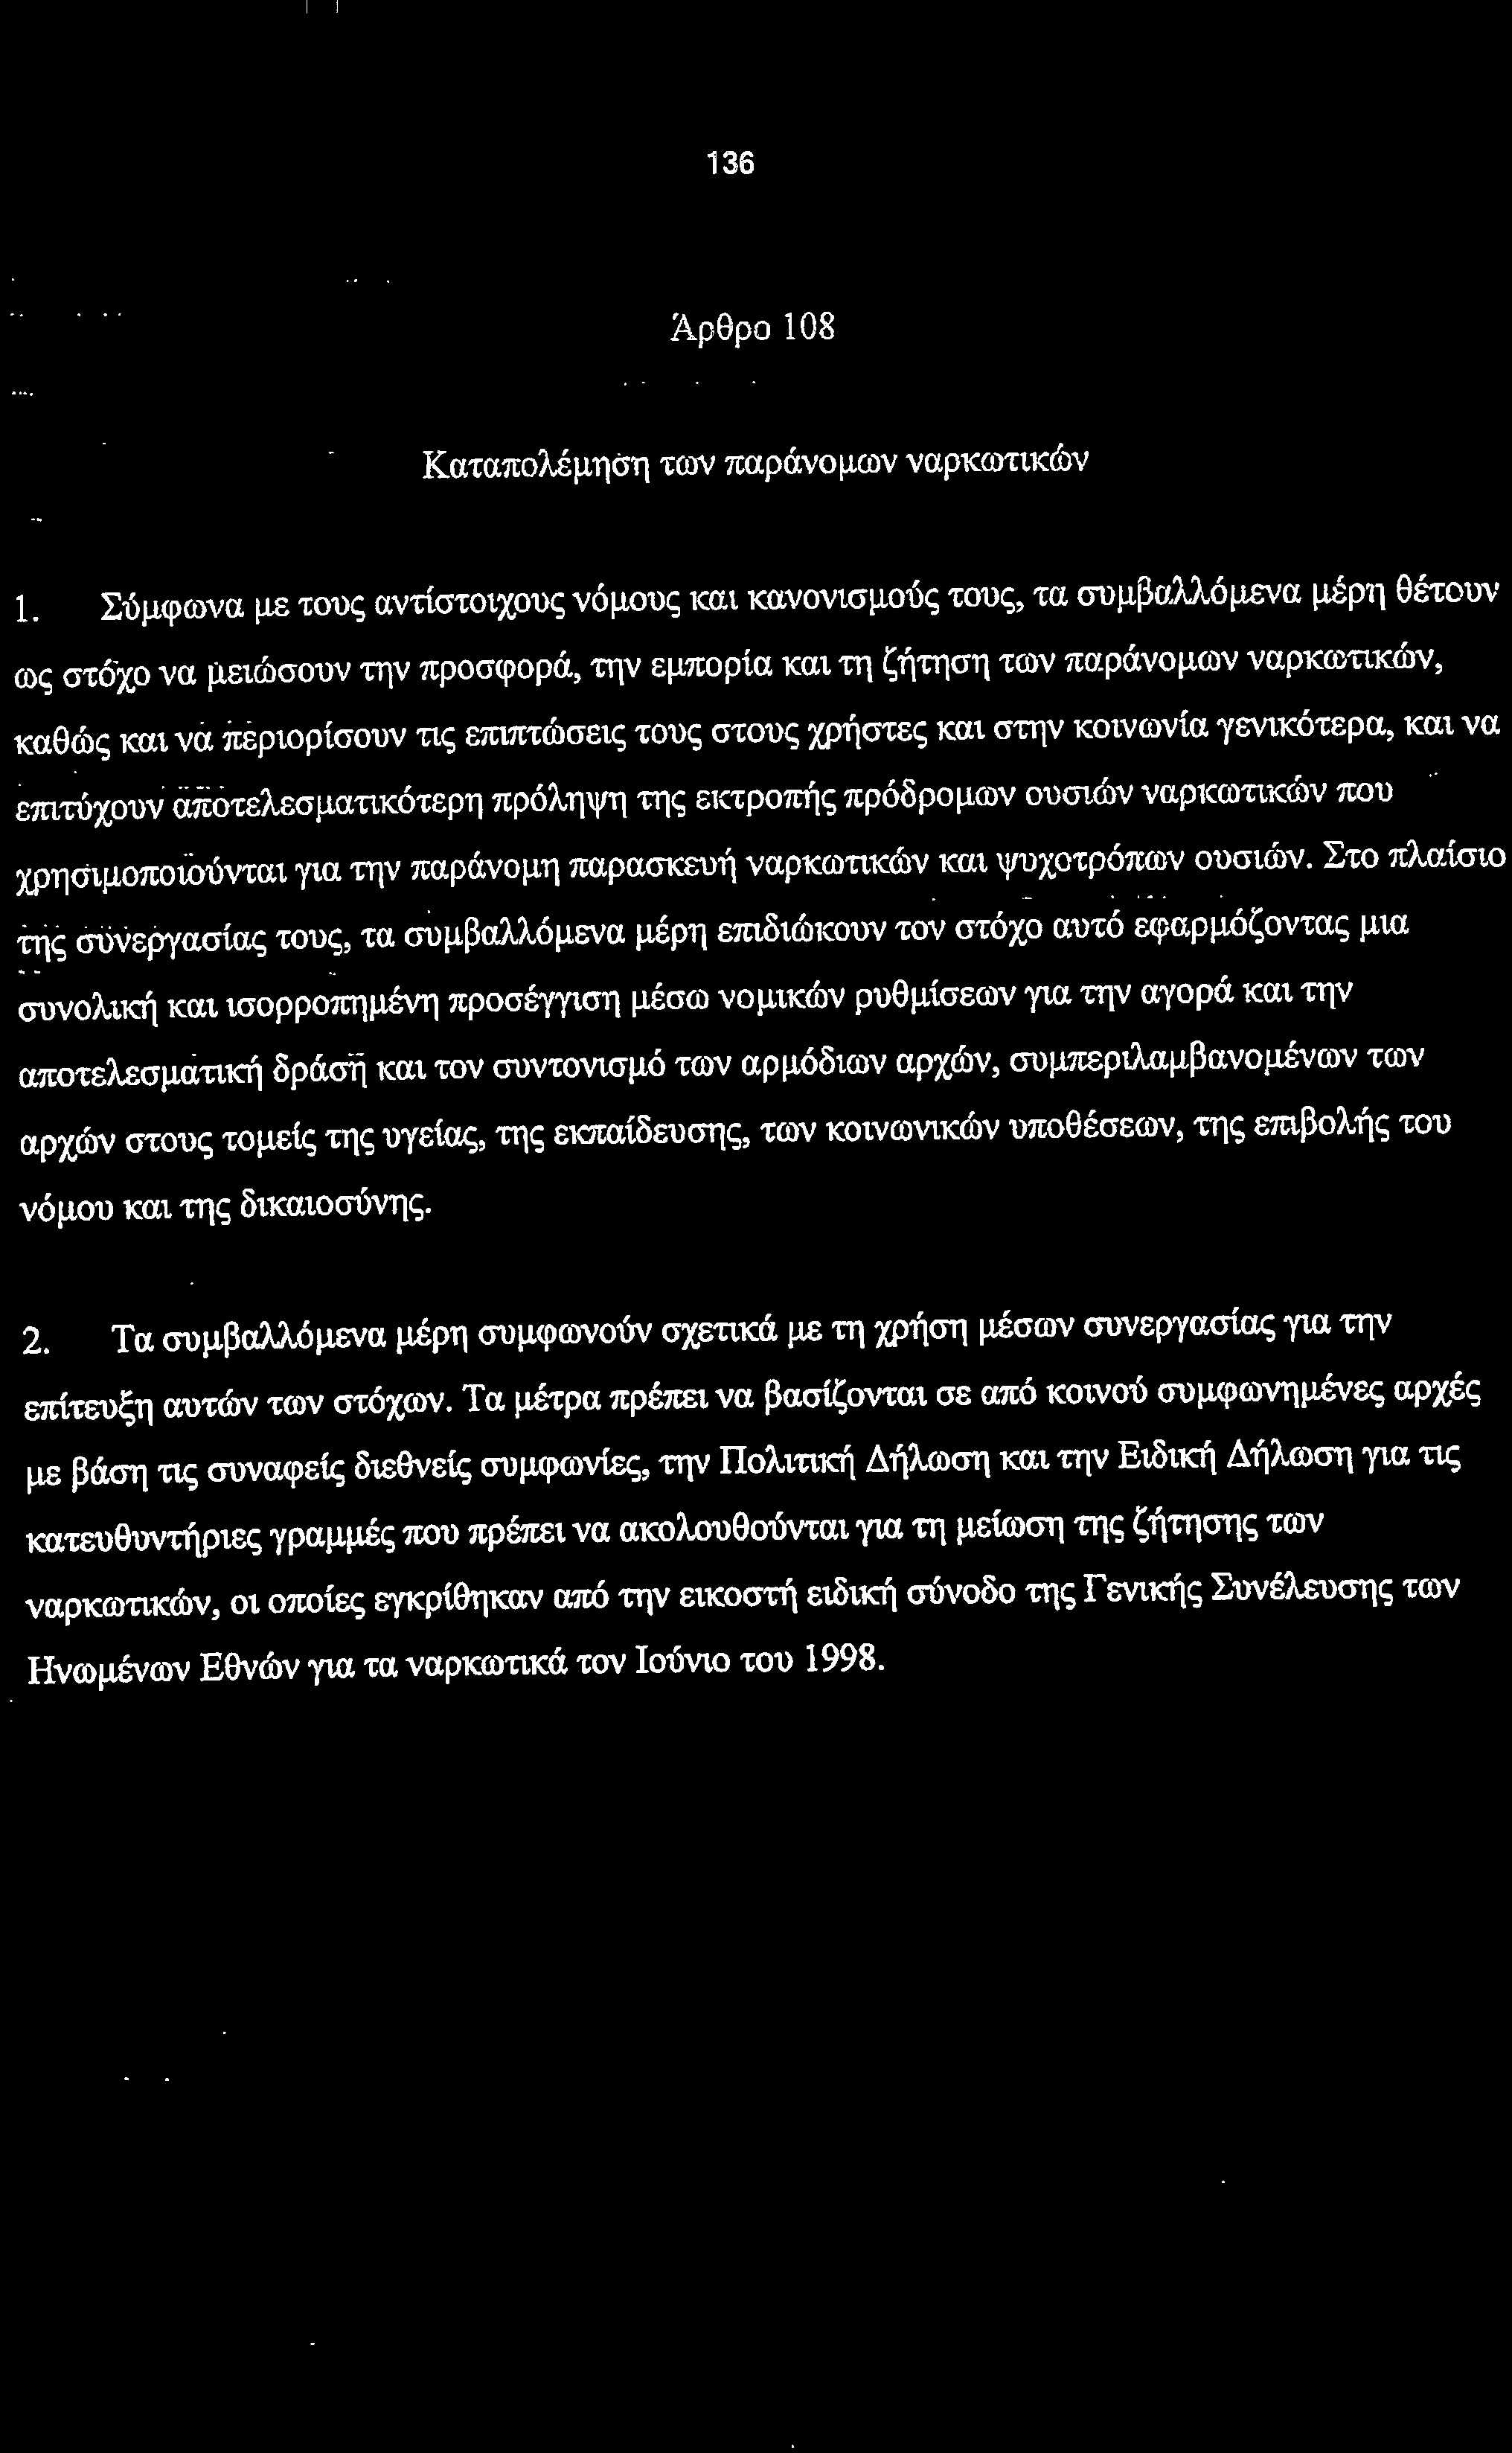 136
Άρθρο 108
Καταπολέμηση των παράνομων ναρκωτικών
1. Σύμφωνα με τους αντίστοιχους νόμους και κανονισμούς τους, τα συμβαλλόμενα μέρη θέτουν
ως στόχο να μειώσουν την προσφορά, την εμπορία και τη ζήτηση των παράνομων ναρκωτικών,
καθώς και να περιορίσουν τις επιπτώσεις τους στους χρήστες και στην κοινωνία γενικότερα, και να
επιτύχουν αποτελεσματικότερη πρόληψη της εκτροπής πρόδρομων ουσιών ναρκωτικών που
χρησιμοποιούνται για την παράνομη παρασκευή ναρκωτικών και ψυχοτρόπων ουσιών. Στο πλαίσιο
της συνεργασίας τους, τα συμβαλλόμενα μέρη επιδιώκουν τον στόχο αυτό εφαρμόζοντας μια
συνολική και ισορροπημένη προσέγγιση μέσω νομικών ρυθμίσεων για την αγορά και την
αποτελεσματική δράση και τον συντονισμό των αρμόδιων αρχών, συμπεριλαμβανομένων των
αρχών στους τομείς της υγείας, της εκπαίδευσης, των κοινωνικών υποθέσεων, της επιβολής του
νόμου και της δικαιοσύνης.
2. Τα συμβαλλόμενα μέρη συμφωνούν σχετικά με τη χρήση μέσων συνεργασίας για την
επίτευξη αυτών των στόχων. Τα μέτρα πρέπει να βασίζονται σε από κοινού συμφωνημένες αρχές
με βάση τις συναφείς διεθνείς συμφωνίες, την Πολιτική Δήλωση και την Ειδική Δήλωση για τις
κατευθυντήριες γραμμές που πρέπει να ακολουθούνται για τη μείωση της ζήτησης των
ναρκωτικών, οι οποίες εγκρίθηκαν από την εικοστή ειδική σύνοδο της Γενικής Συνέλευσης των
Ηνωμένων Εθνών για τα ναρκωτικά τον Ιούνιο του 1998.